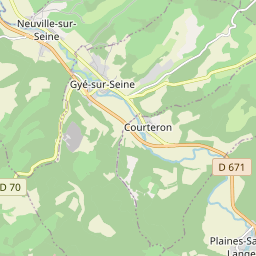 Neuville-sur-
Seine
Gyé-sur-Seine
Courteron
D 671
D 70
Plaines-Sa
Lange